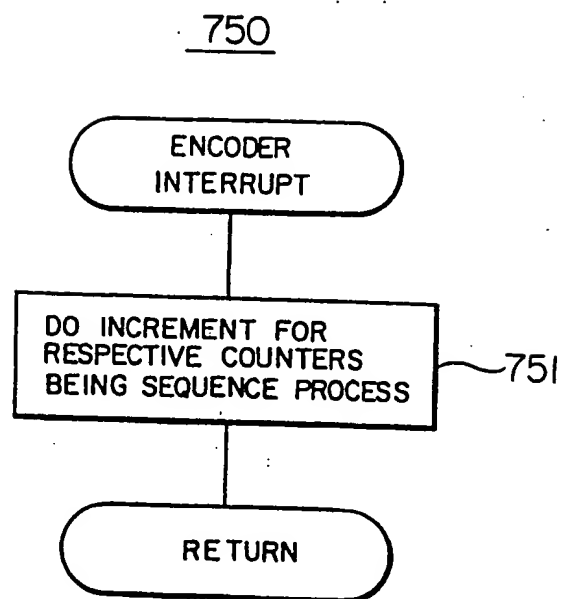 750
ENCODER
INTERRUPT
DO INCREMENT FOR
RESPECTIVE COUNTERS
BEING SEQUENCE PROCESS
751
RETURN